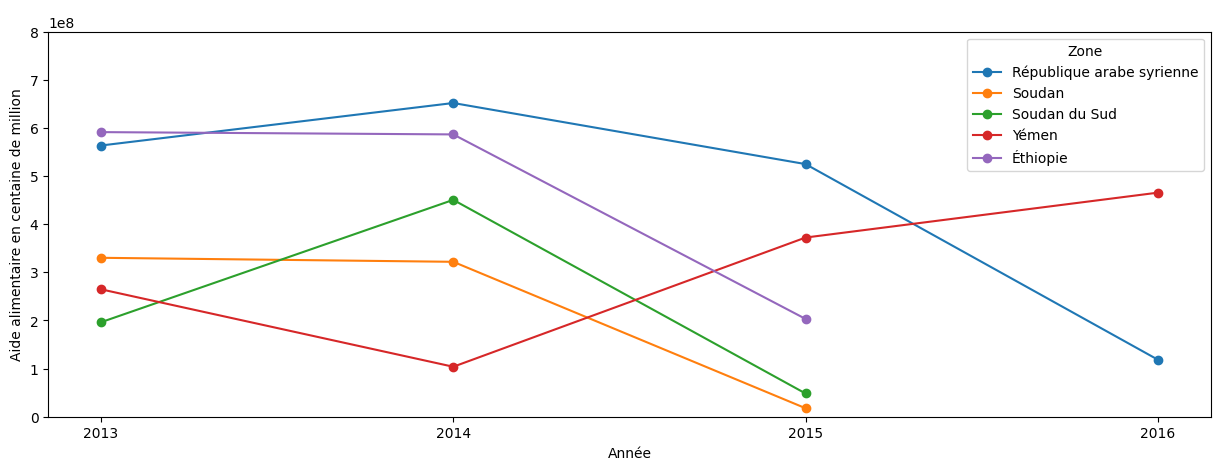 1e8
8
7
6
5
4
3
2
1
0
Aide alimentaire en centaine de million
Zone
République arabe syrienne
Soudan
Soudan du Sud
Yémen
Éthiopie
2013
2014
2015
2016
Année